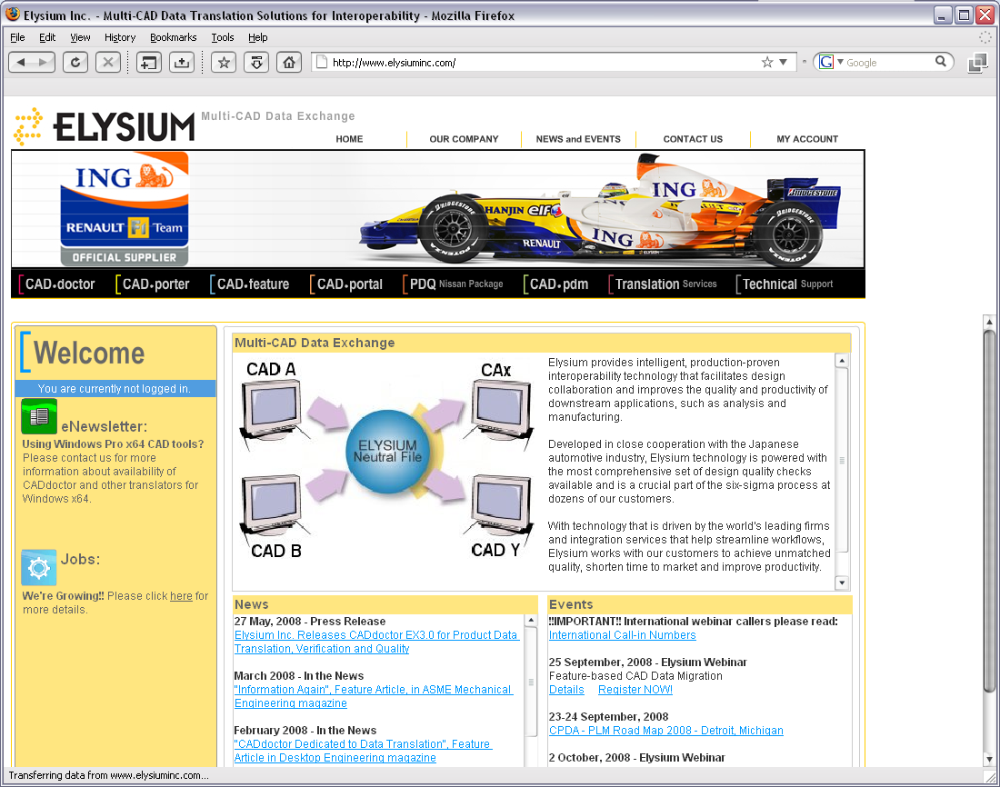 Elysium Inc. - Multi-CAD Data Translation Solutions for Interoperability - Mozilla Firefox
File Edit View History Bookmarks Tools Help
http://www.elysiuminc.com/
G Google
ELYSIUM Multi-CAD Data Exchange
HOME OUR COMPANY NEWS and EVENTS CONTACT US MY ACCOUNT
ING
RENAULT F1 Team
OFFICIAL SUPPLIER
ING
BRIDGESTONE
HANJIN elf
ING
RENAULT
BRIDGESTONE
POTENZA
BRIDGESTONE
POTENZA
CAD•doctor CAD•porter CAD•feature CAD•portal PDQ Nissan Package CAD•pdm Translation Services Technical Support
Welcome
You are currently not logged in.
eNewsletter:
Using Windows Pro x64 CAD tools?
Please contact us for more
information about availability of
CADdoctor and other translators for
Windows x64.
Jobs:
We're Growing!! Please click here for
more details.
Multi-CAD Data Exchange
CAD A
CAx
ELYSIUM
Neutral File
CAD B
CAD Y
Elysium provides intelligent, production-proven
interoperability technology that facilitates design
collaboration and improves the quality and productivity of
downstream applications, such as analysis and
manufacturing.
Developed in close cooperation with the Japanese
automotive industry, Elysium technology is powered with
the most comprehensive set of design quality checks
available and is a crucial part of the six-sigma process at
dozens of our customers.
With technology that is driven by the world's leading firms
and integration services that help streamline workflows,
Elysium works with our customers to achieve unmatched
quality, shorten time to market and improve productivity.
News
27 May, 2008 - Press Release
Elysium Inc. Releases CADdoctor EX3.0 for Product Data
Translation, Verification and Quality
March 2008 - In the News
"Information Again", Feature Article, in ASME Mechanical
Engineering magazine
February 2008 - In the News
"CADdoctor Dedicated to Data Translation", Feature
Article in Desktop Engineering magazine
Events
!!IMPORTANT!! International webinar callers please read:
International Call-in Numbers
25 September, 2008 - Elysium Webinar
Feature-based CAD Data Migration
Details Register NOW!
23-24 September, 2008
CPDA - PLM Road Map 2008 - Detroit, Michigan
2 October, 2008 - Elysium Webinar
Transferring data from www.elysiuminc.com...